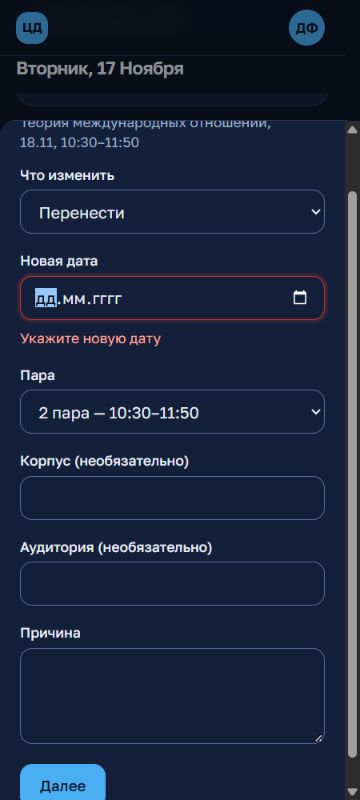 ЦД
ДФ
Вторник, 17 Ноября
Теория международных отношений,
18.11, 10:30–11:50
Что изменить
Перенести
Новая дата
дд.мм.гггг
Укажите новую дату
Пара
2 пара — 10:30–11:50
Корпус (необязательно)
Аудитория (необязательно)
Причина
Далее